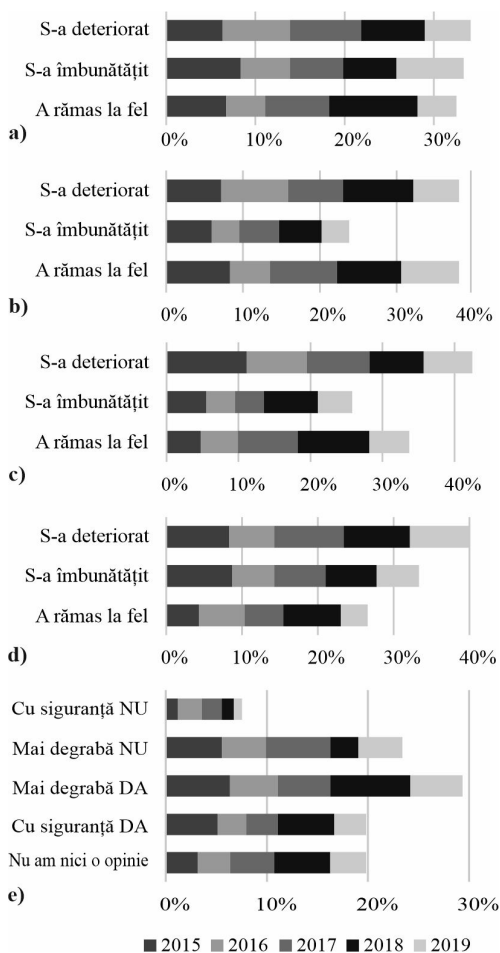 S-a deteriorat
S-a îmbunătățit
A rămas la fel
a)
0% 10% 20% 30%
S-a deteriorat
S-a îmbunătățit
A rămas la fel
b)
0% 10% 20% 30% 40%
S-a deteriorat
S-a îmbunătățit
A rămas la fel
c)
0% 10% 20% 30% 40%
S-a deteriorat
S-a îmbunătățit
A rămas la fel
d)
0% 10% 20% 30% 40%
Cu siguranță NU
Mai degrabă NU
Mai degrabă DA
Cu siguranță DA
Nu am nici o opinie
e)
0% 10% 20% 30%
2015 2016 2017 2018 2019